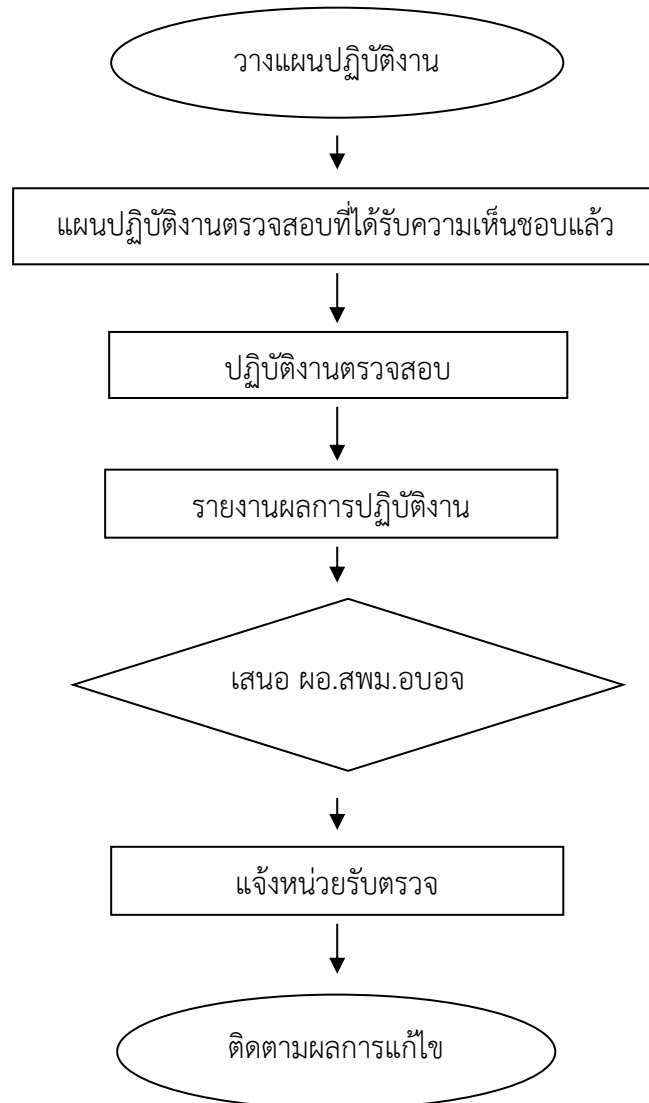 วางแผนปฏิบัติงาน
แผนปฏิบัติงานตรวจสอบที่ได้รับความเห็นชอบแล้ว
ปฏิบัติงานตรวจสอบ
รายงานผลการปฏิบัติงาน
เสนอ ผอ.สพม.อบอจ
แจ้งหน่วยรับตรวจ
ติดตามผลการแก้ไข